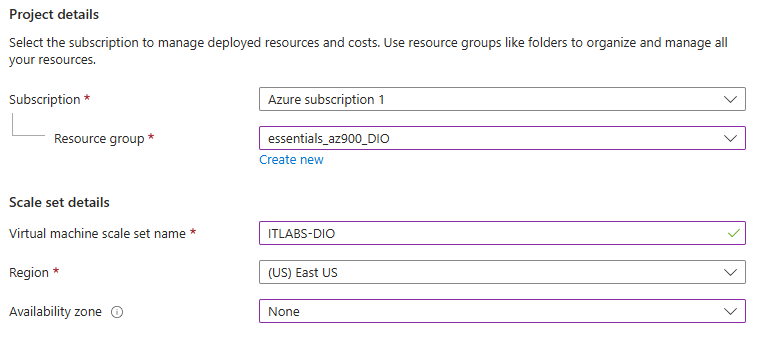 Project details
Select the subscription to manage deployed resources and costs. Use resource groups like folders to organize and manage all
your resources.
Subscription *
Azure subscription 1
Resource group *
essentials_az900_DIO
Create new
Scale set details
Virtual machine scale set name *
ITLABS-DIO
Region *
(US) East US
Availability zone
None